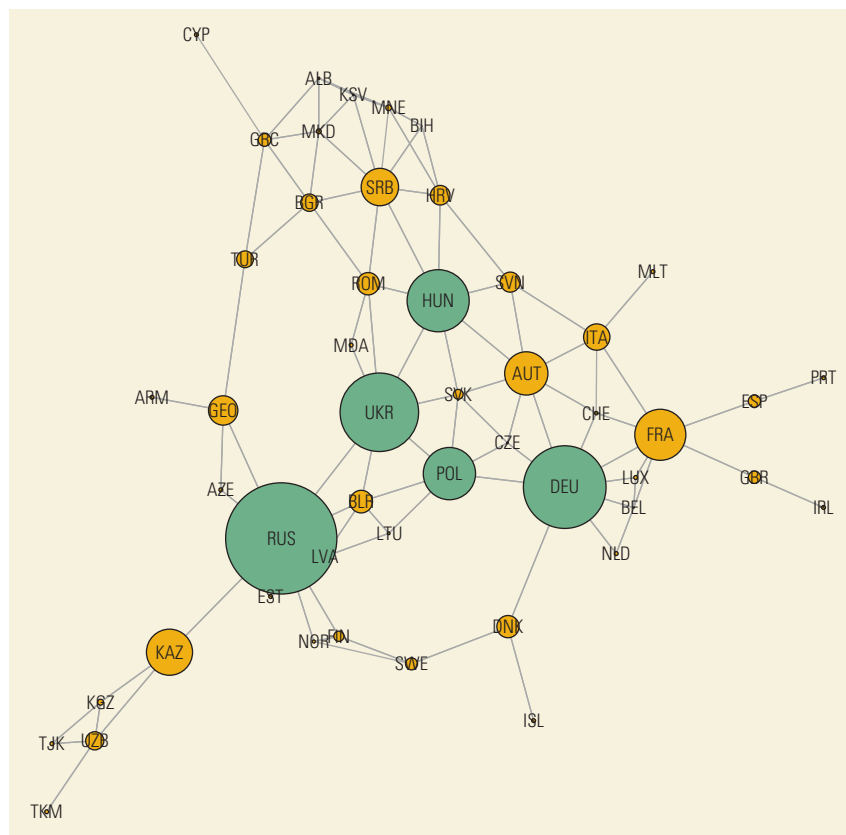 CYP
ALB
KSV
MNE
BIH
MKD
GRC
SRB
HRV
BGR
TUR
MLT
ROM
SVN
HUN
ITA
MDA
AUT
PRT
ARM
SVK
ESP
GEO
UKR
CHE
FRA
CZE
POL
LUX
GBR
DEU
AZE
BLR
BEL
IRL
LTU
RUS
LVA
NLD
EST
DNK
FIN
NOR
KAZ
SWE
KGZ
ISL
TJK
UZB
TKM